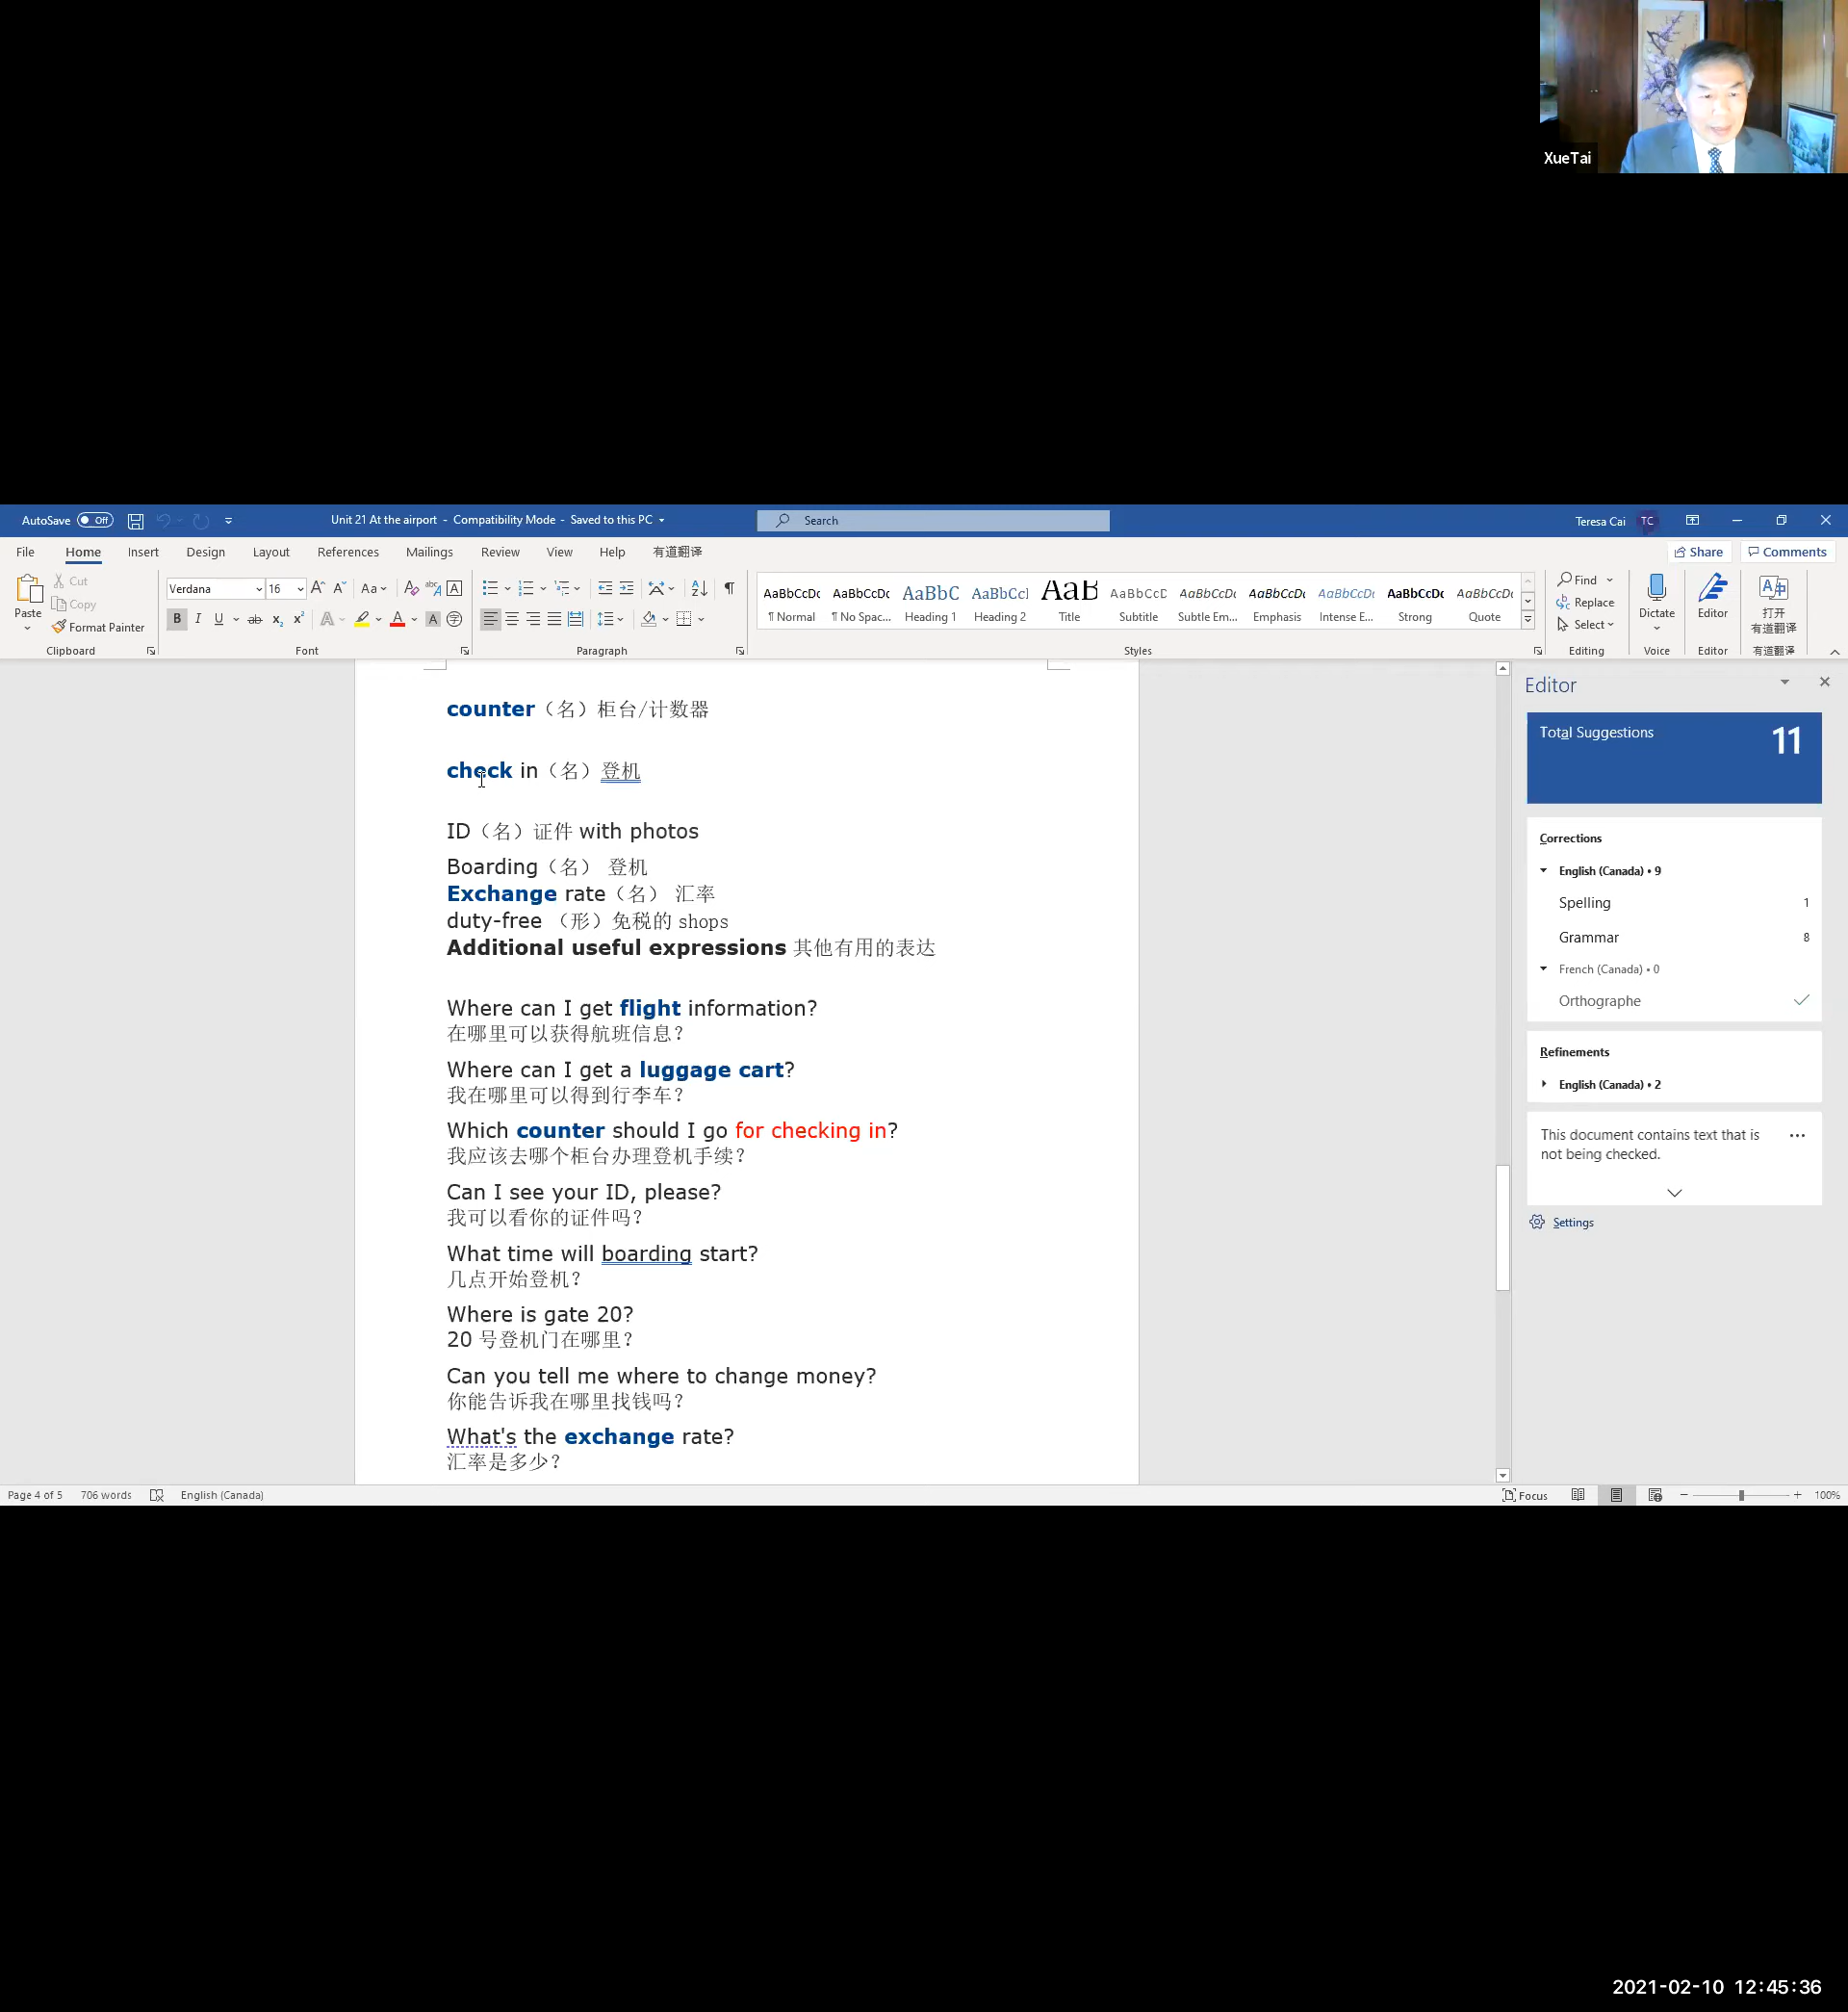 XueTai
AutoSave Off
Unit 21 At the airport - Compatibility Mode - Saved to this PC
Search
Teresa Cai TC
File Home Insert Design Layout References Mailings Review View Help 有道翻译
Share Comments
Paste
Cut
Copy
Format Painter
Clipboard
Verdana 16
Font
Paragraph
AaBbCcDc ¶ Normal
AaBbCcDc ¶ No Spac...
AaBbC Heading 1
AaBbCcI Heading 2
AaB Title
AaBbCcD Subtitle
AaBbCcDc Subtle Em...
AaBbCcDc Emphasis
AaBbCcDc Intense E...
AaBbCcDc Strong
AaBbCcDc Quote
Styles
Find
Replace
Select
Editing
Dictate
Voice
Editor
Editor
打开
有道翻译
有道翻译
counter（名）柜台/计数器
check in（名）登机
ID（名）证件 with photos
Boarding（名） 登机
Exchange rate（名） 汇率
duty-free （形）免税的 shops
Additional useful expressions 其他有用的表达
Where can I get flight information?
在哪里可以获得航班信息？
Where can I get a luggage cart?
我在哪里可以得到行李车？
Which counter should I go for checking in?
我应该去哪个柜台办理登机手续？
Can I see your ID, please?
我可以看你的证件吗？
What time will boarding start?
几点开始登机？
Where is gate 20?
20 号登机门在哪里？
Can you tell me where to change money?
你能告诉我在哪里找钱吗？
What's the exchange rate?
汇率是多少？
Editor
Total Suggestions 11
Corrections
English (Canada) • 9
Spelling 1
Grammar 8
French (Canada) • 0
Orthographe
Refinements
English (Canada) • 2
This document contains text that is
not being checked.
Settings
Page 4 of 5 706 words English (Canada)
Focus
100%
2021-02-10 12:45:36